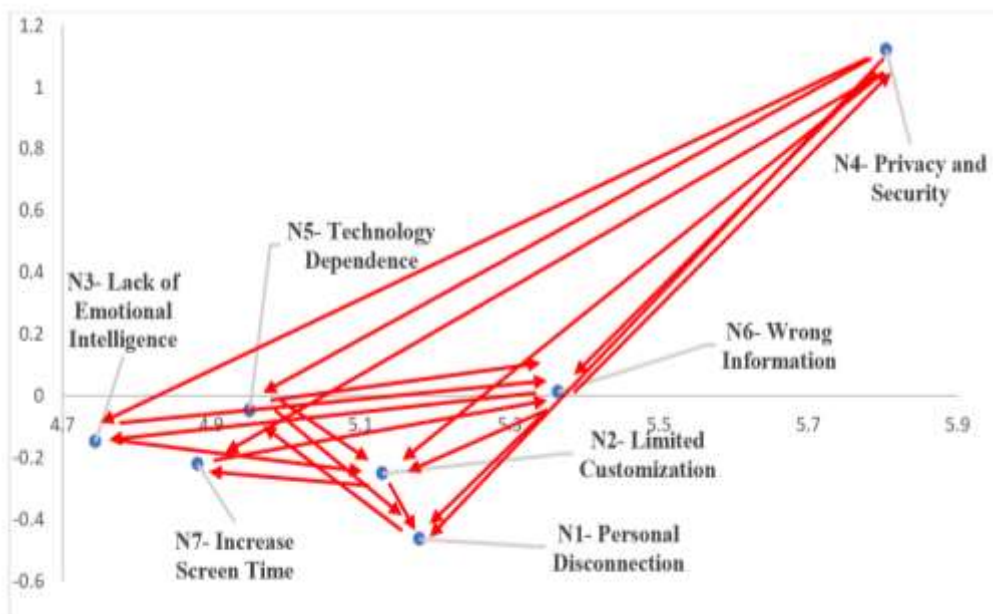 1.2
1
0.8
0.6
0.4
0.2
0
-0.2
-0.4
-0.6
4.7
4.9
5.1
5.3
5.5
5.7
5.9
N4- Privacy and
Security
N5- Technology
Dependence
N3- Lack of
Emotional
Intelligence
N6- Wrong
Information
N2- Limited
Customization
N7- Increase
Screen Time
N1- Personal
Disconnection